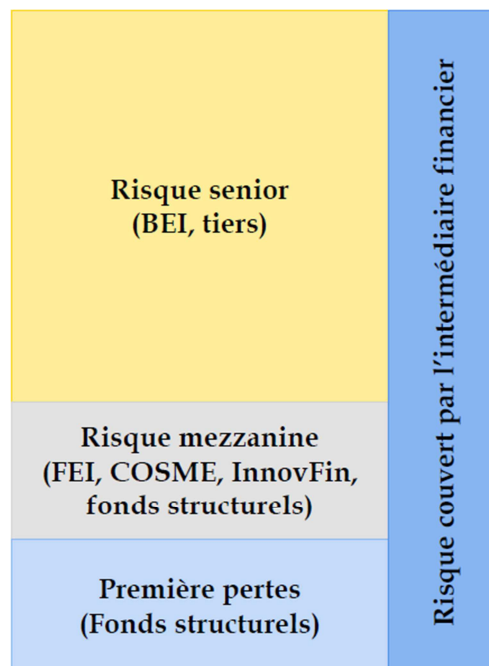 Risque senior
(BEI, tiers)
Risque mezzanine
(FEI, COSME, InnovFin,
fonds structurels)
Première pertes
(Fonds structurels)
Risque couvert par l’intermédiaire financier